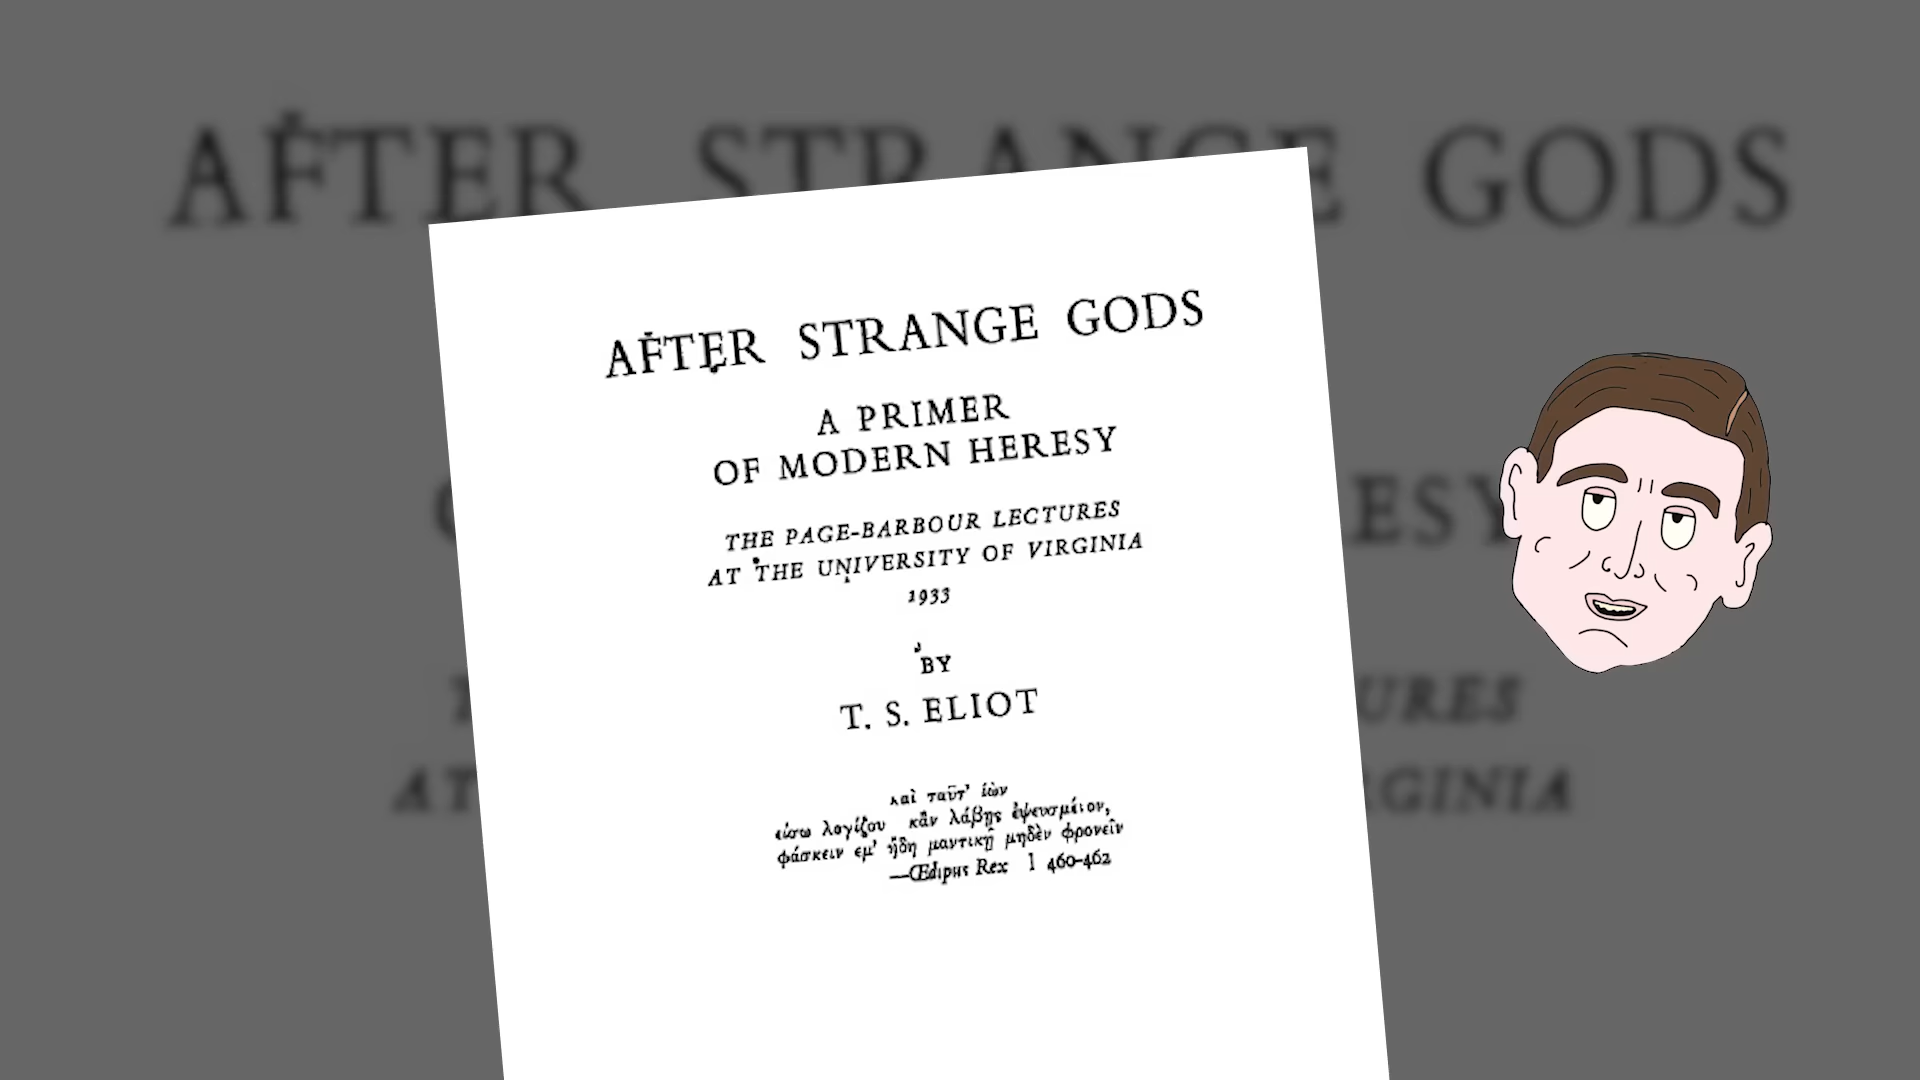 AFTER STRANGE GODS
A PRIMER
OF MODERN HERESY
THE PAGE-BARBOUR LECTURES
AT THE UNIVERSITY OF VIRGINIA
1933
BY
T. S. ELIOT
καὶ ταῦτ' ἰὼν
εἴσω λογίζου κἂν λάβῃς ἐψευσμένον,
φάσκειν ἐμ' ἤδη μαντικῇ μηδὲν φρονεῖν
—Œdipus Rex l 460-462